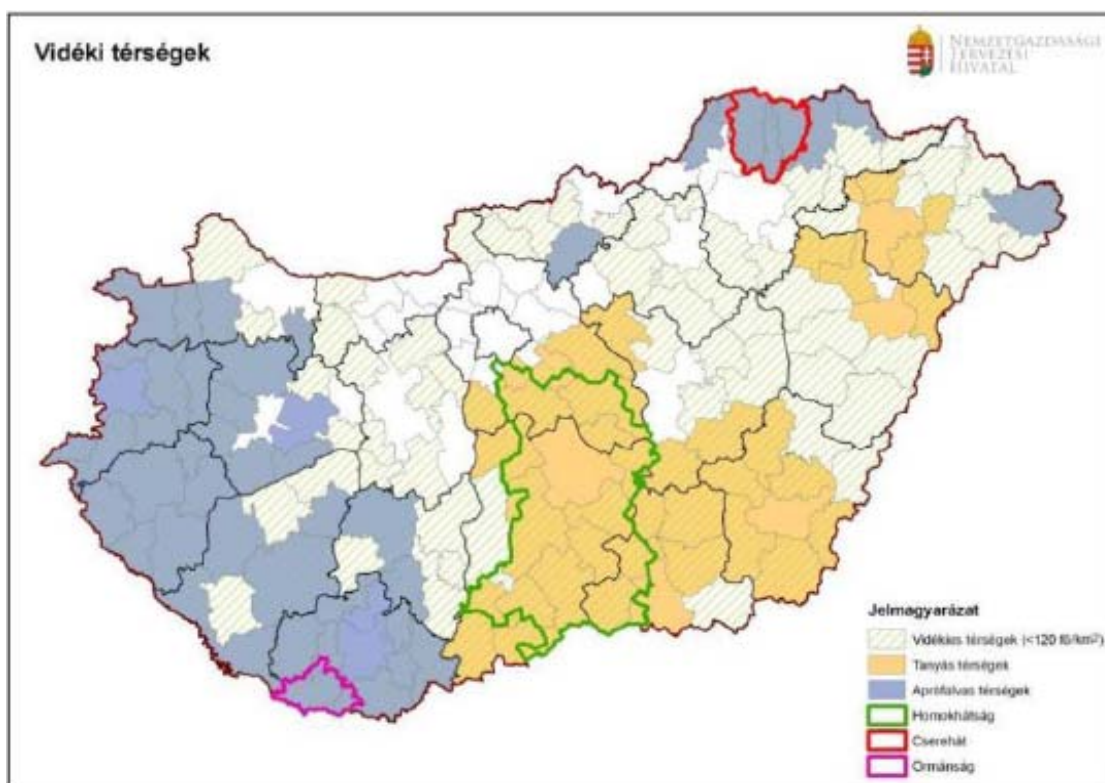 Vidéki térségek
NEMZETGAZDASÁGI
TERVEZÉSI
HIVATAL
Jelmagyarázat
Vidékies térségek (<120 fő/km²)
Tanyás térségek
Aprófalvas térségek
Homokhátság
Cserehát
Ormánság